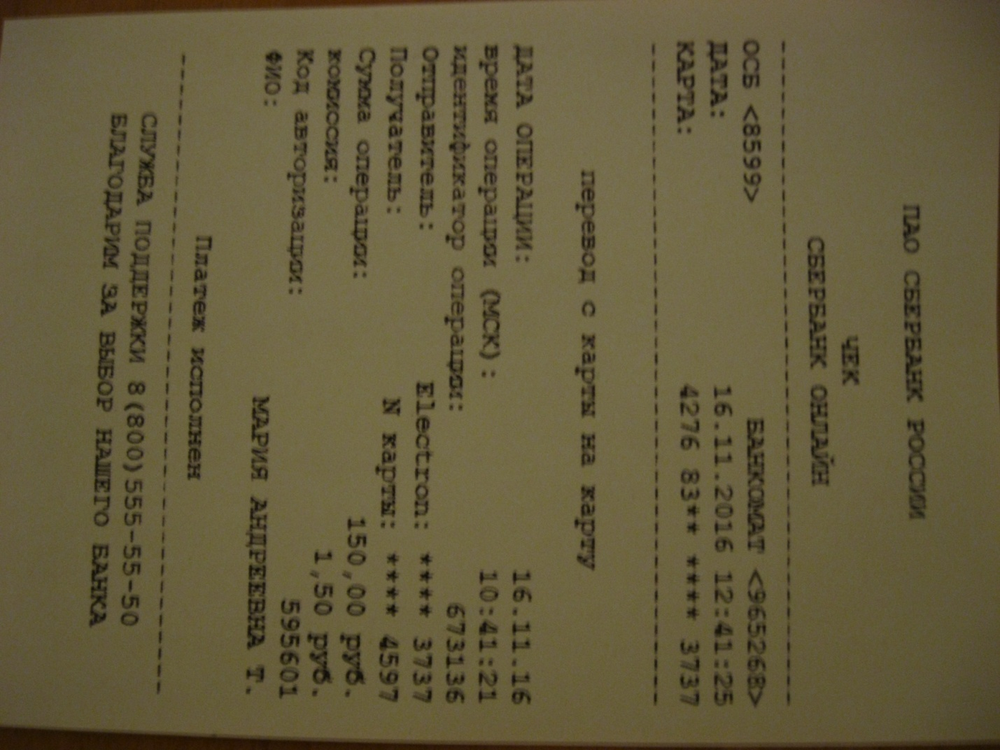 ПАО СБЕРБАНК РОССИИ
ЧЕК
СБЕРБАНК ОНЛАЙН
ОСБ <8599> БАНКОМАТ <965268>
ДАТА: 16.11.2016 12:41:25
КАРТА: 4276 83** **** 3737
перевод с карты на карту
ДАТА ОПЕРАЦИИ: 16.11.16
время операции (МСК): 10:41:21
идентификатор операции: 673136
Отправитель: Electron: **** 3737
Получатель: N карты: **** 4597
Сумма операции: 150,00 руб.
комиссия: 1,50 руб.
Код авторизации: 595601
ФИО: МАРИЯ АНДРЕЕВНА Т.
Платеж исполнен
СЛУЖБА ПОДДЕРЖКИ 8(800)555-55-50
БЛАГОДАРИМ ЗА ВЫБОР НАШЕГО БАНКА